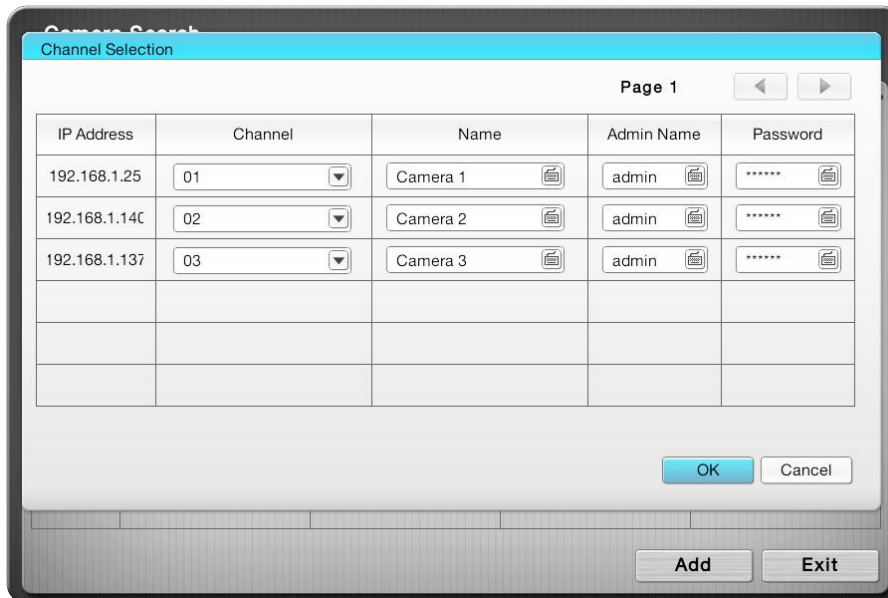 Camera Search
Channel Selection
Page 1
IP Address Channel Name Admin Name Password
192.168.1.25 01 Camera 1 admin ******
192.168.1.140 02 Camera 2 admin ******
192.168.1.137 03 Camera 3 admin ******
OK Cancel
Add Exit